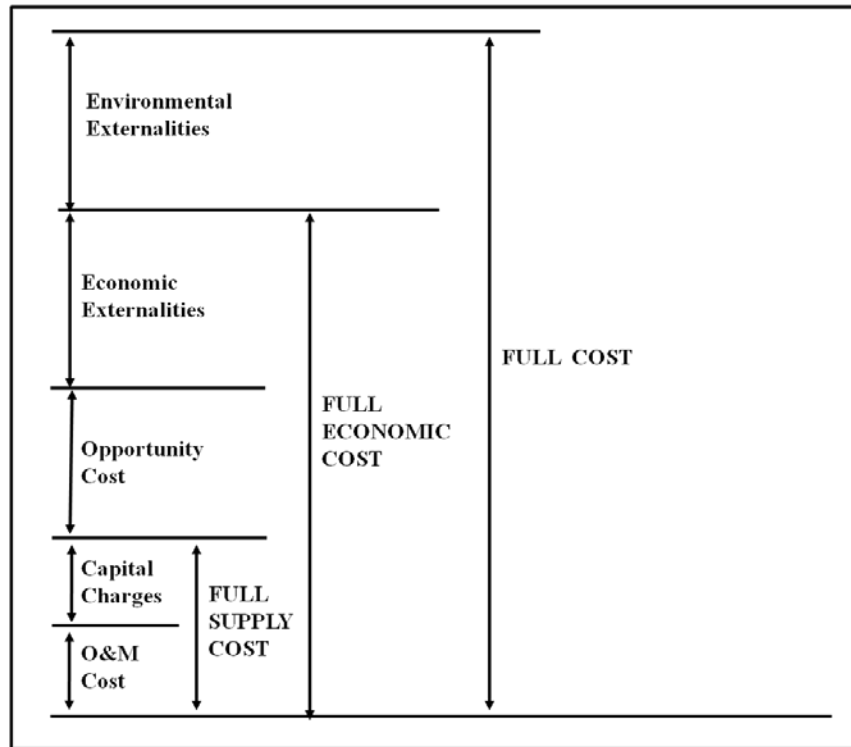 Environmental
Externalities
Economic
Externalities
FULL COST
FULL
ECONOMIC
COST
Opportunity
Cost
Capital
Charges
FULL
SUPPLY
COST
O&M
Cost